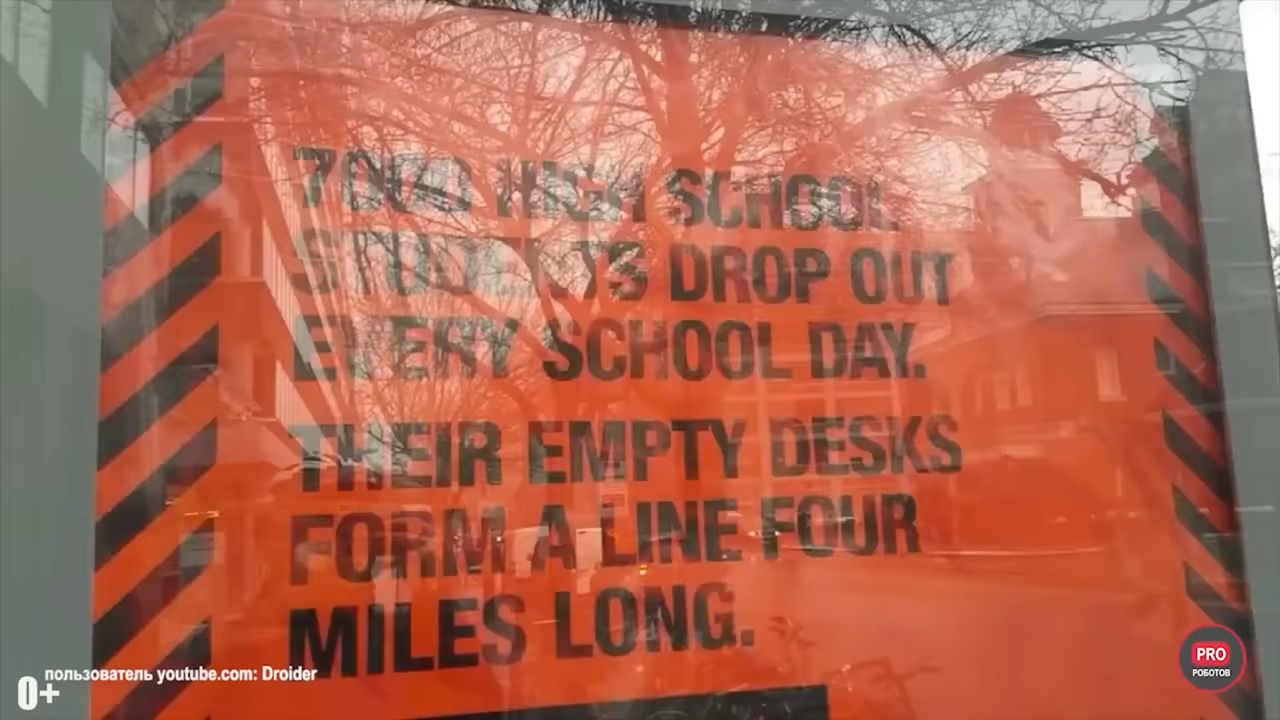 7000 HIGH SCHOOL
STUDENTS DROP OUT
EVERY SCHOOL DAY.
THEIR EMPTY DESKS
FORM A LINE FOUR
MILES LONG.
пользователь youtube.com: Droider
0+
PRO
РОБОТОВ